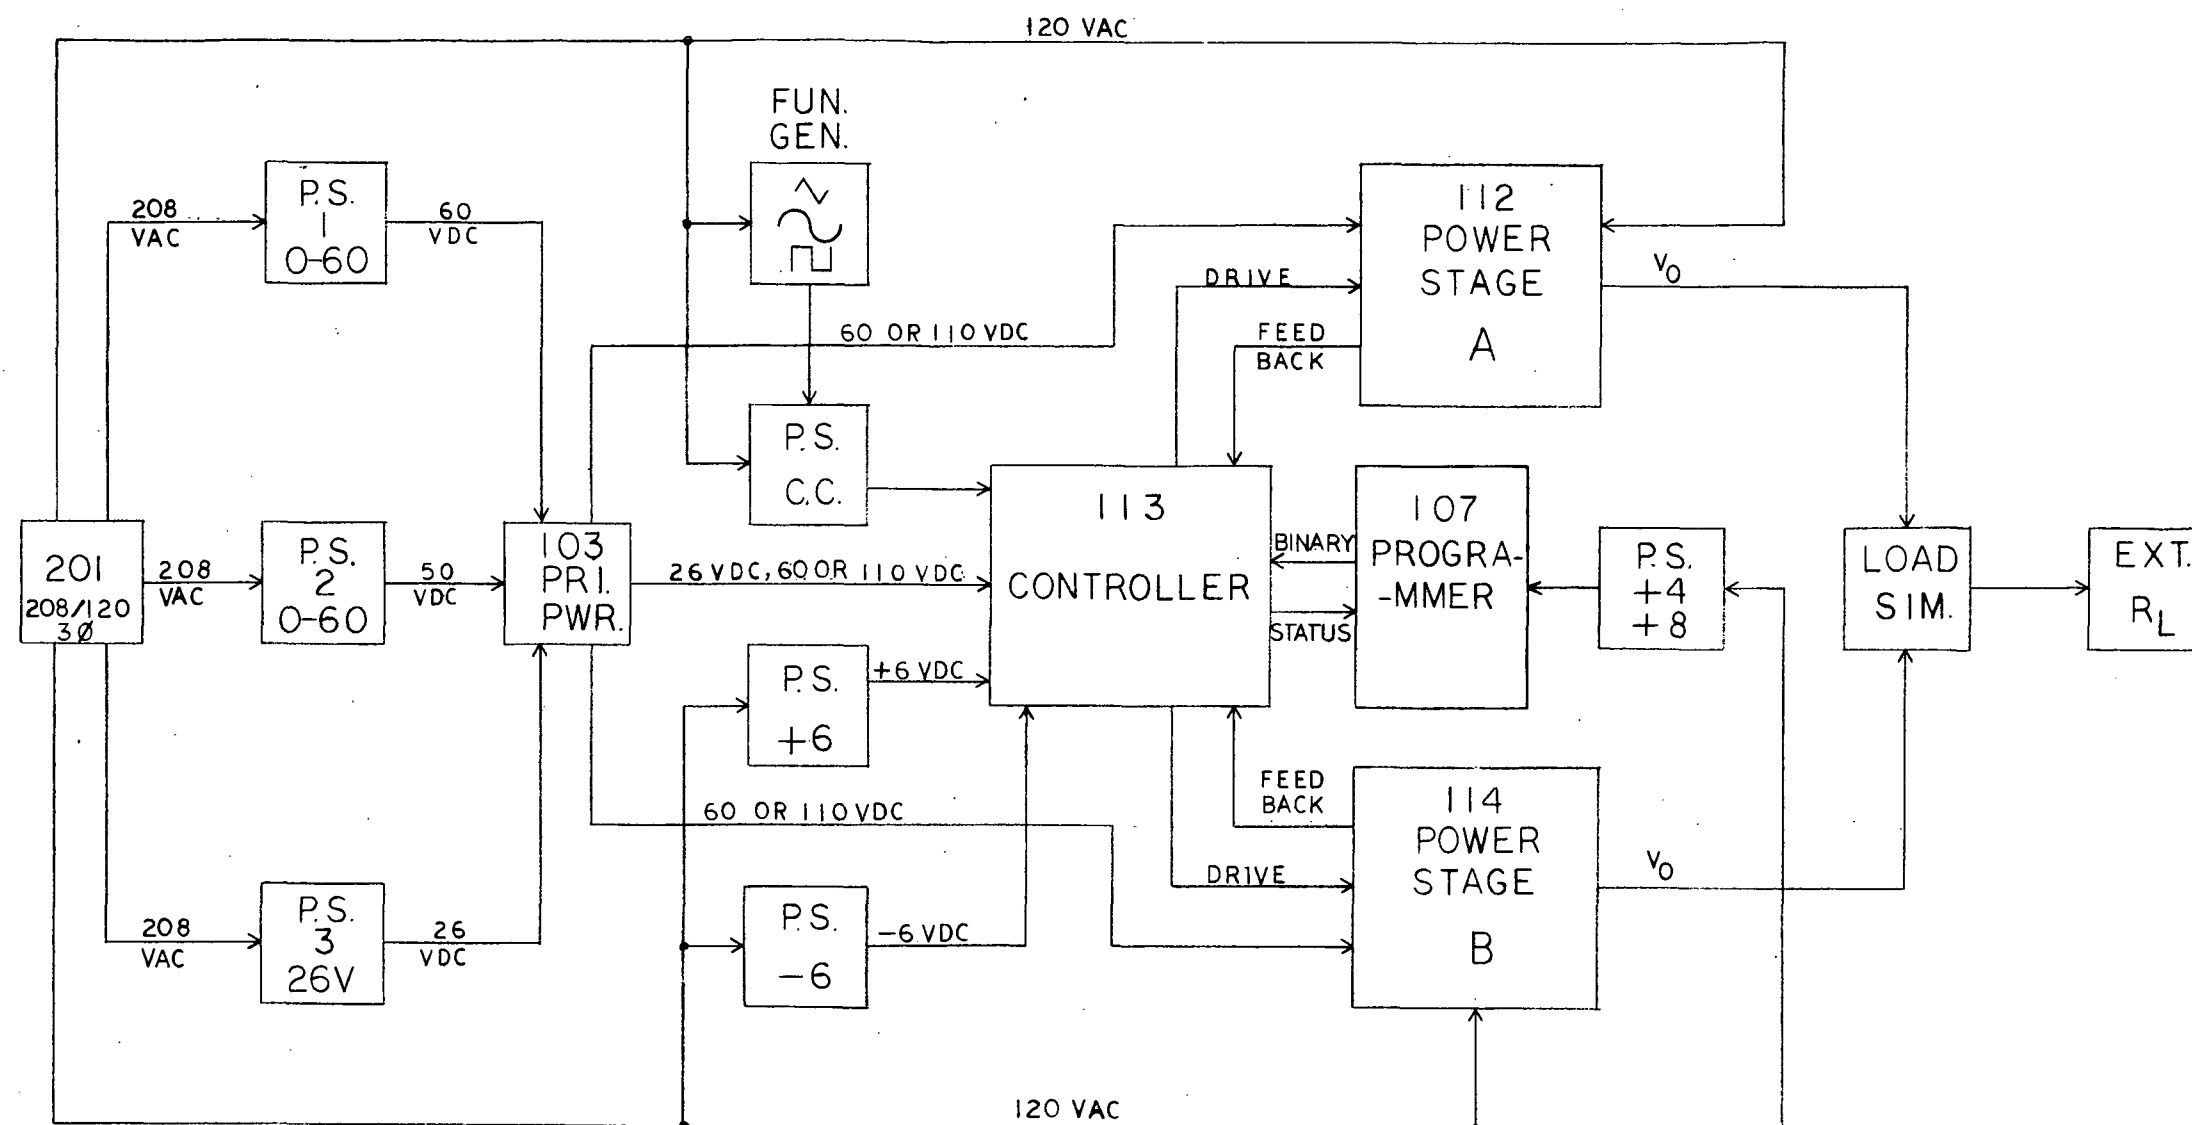 120 VAC
FUN.
GEN.
P.S.
1
0-60
208
VAC
60
VDC
112
POWER
STAGE
A
DRIVE
FEED
BACK
V₀
60 OR 110 VDC
P.S.
C.C.
201
208/120
3Ø
208
VAC
P.S.
2
0-60
50
VDC
103
PRI.
PWR.
26 VDC, 60 OR 110 VDC
113
CONTROLLER
BINARY
STATUS
107
PROGRA-
-MMER
P.S.
+4
+8
LOAD
SIM.
EXT.
R_L
P.S.
+6
+6 VDC
60 OR 110 VDC
FEED
BACK
DRIVE
114
POWER
STAGE
B
V₀
208
VAC
P.S.
3
26V
26
VDC
P.S.
-6
-6 VDC
120 VAC